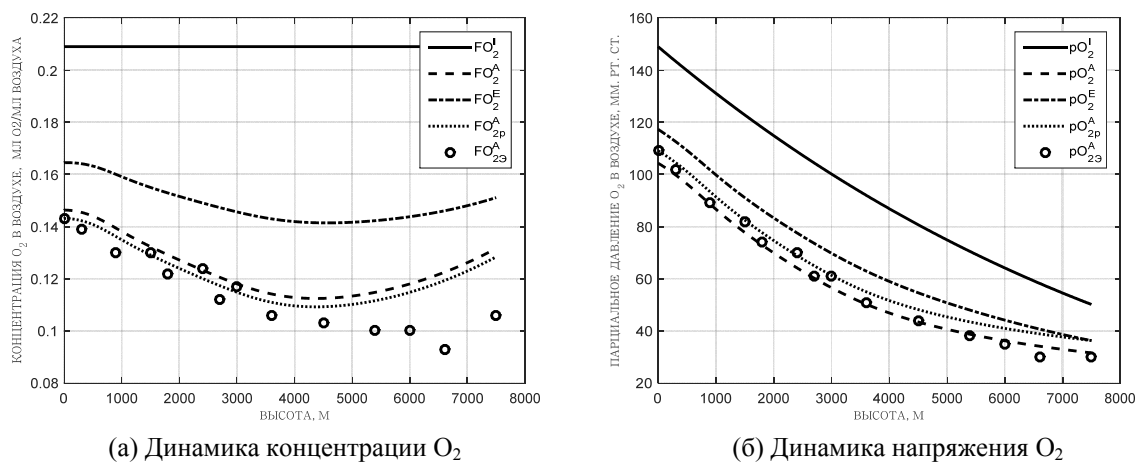 КОНЦЕНТРАЦИЯ O₂ В ВОЗДУХЕ, МЛ O2/МЛ ВОЗДУХА
0.22
0.2
0.18
0.16
0.14
0.12
0.1
0.08
0 1000 2000 3000 4000 5000 6000 7000 8000
ВЫСОТА, М
FO₂ᴵ
FO₂ᴬ
FO₂ᴱ
FO₂ₚᴬ
FO₂Эᴬ
(а) Динамика концентрации O₂
ПАРЦИАЛЬНОЕ ДАВЛЕНИЕ O₂ В ВОЗДУХЕ, ММ. РТ. СТ.
160
140
120
100
80
60
40
20
0 1000 2000 3000 4000 5000 6000 7000 8000
ВЫСОТА, М
pO₂ᴵ
pO₂ᴬ
pO₂ᴱ
pO₂ₚᴬ
pO₂Эᴬ
(б) Динамика напряжения O₂